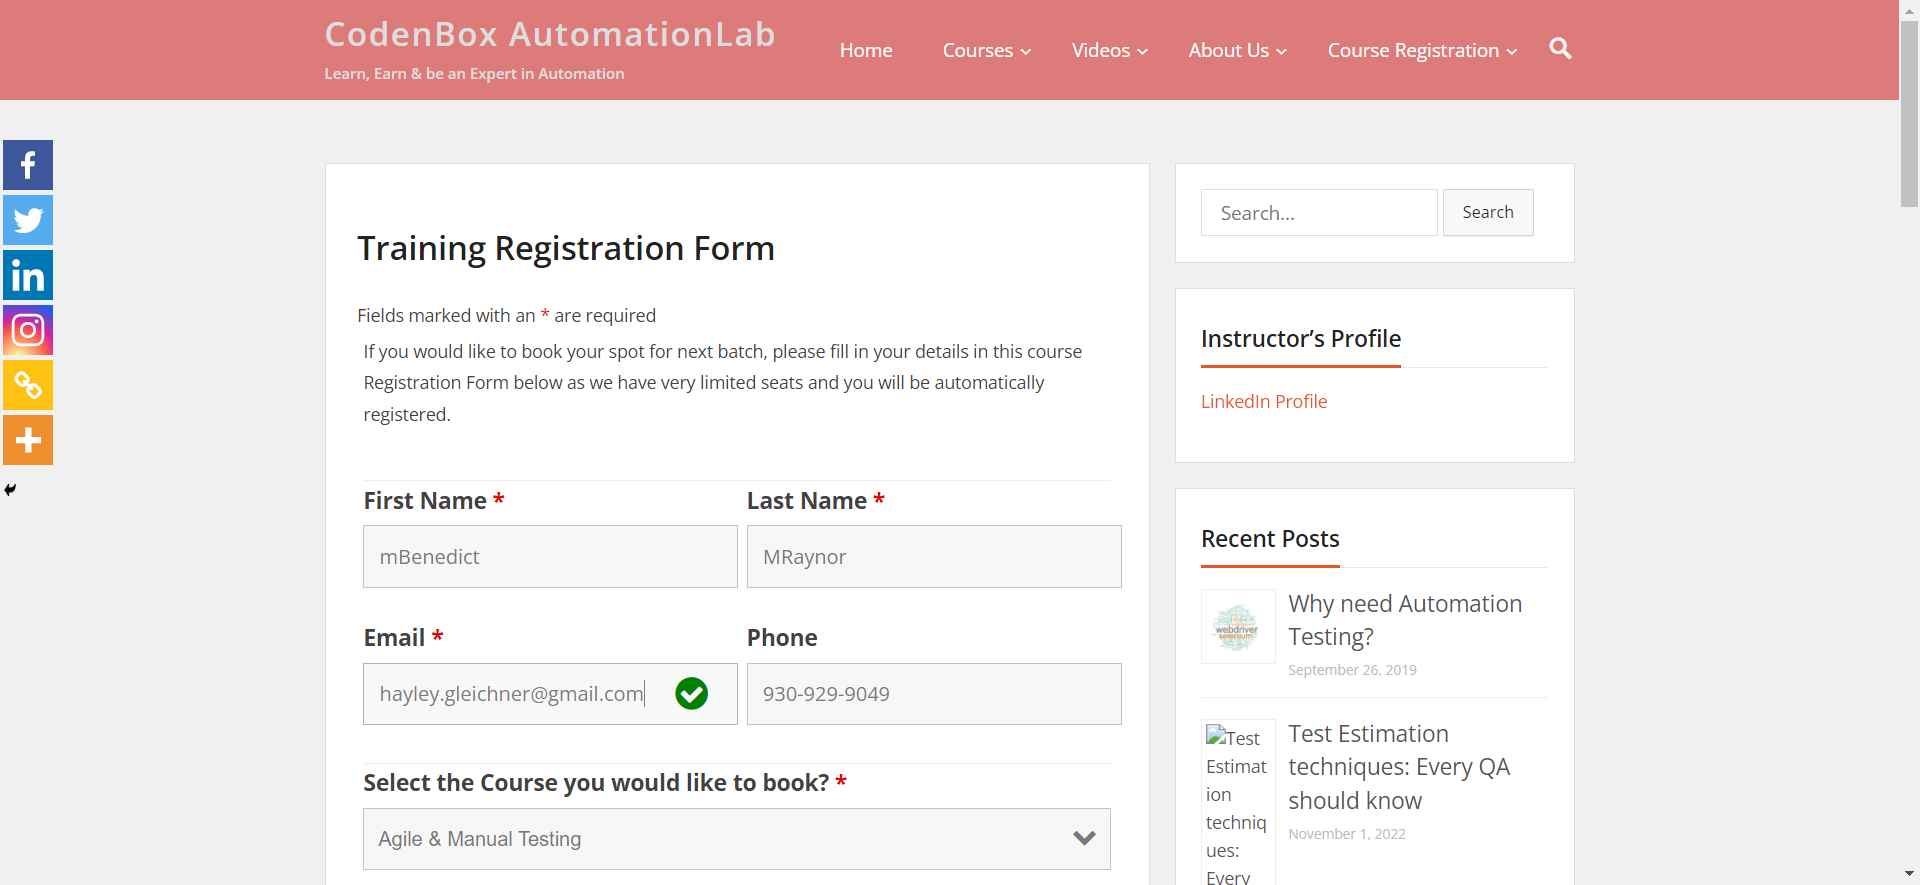 CodenBox AutomationLab
Learn, Earn & be an Expert in Automation
Home
Courses
Videos
About Us
Course Registration
Training Registration Form
Fields marked with an * are required
If you would like to book your spot for next batch, please fill in your details in this course
Registration Form below as we have very limited seats and you will be automatically
registered.
First Name *
Last Name *
mBenedict
MRaynor
Email *
Phone
hayley.gleichner@gmail.com
930-929-9049
Select the Course you would like to book? *
Agile & Manual Testing
Search...
Search
Instructor’s Profile
LinkedIn Profile
Recent Posts
webdriver
selenium
Why need Automation
Testing?
September 26, 2019
Test
Estimat
ion
techniq
ues:
Every
Test Estimation
techniques: Every QA
should know
November 1, 2022